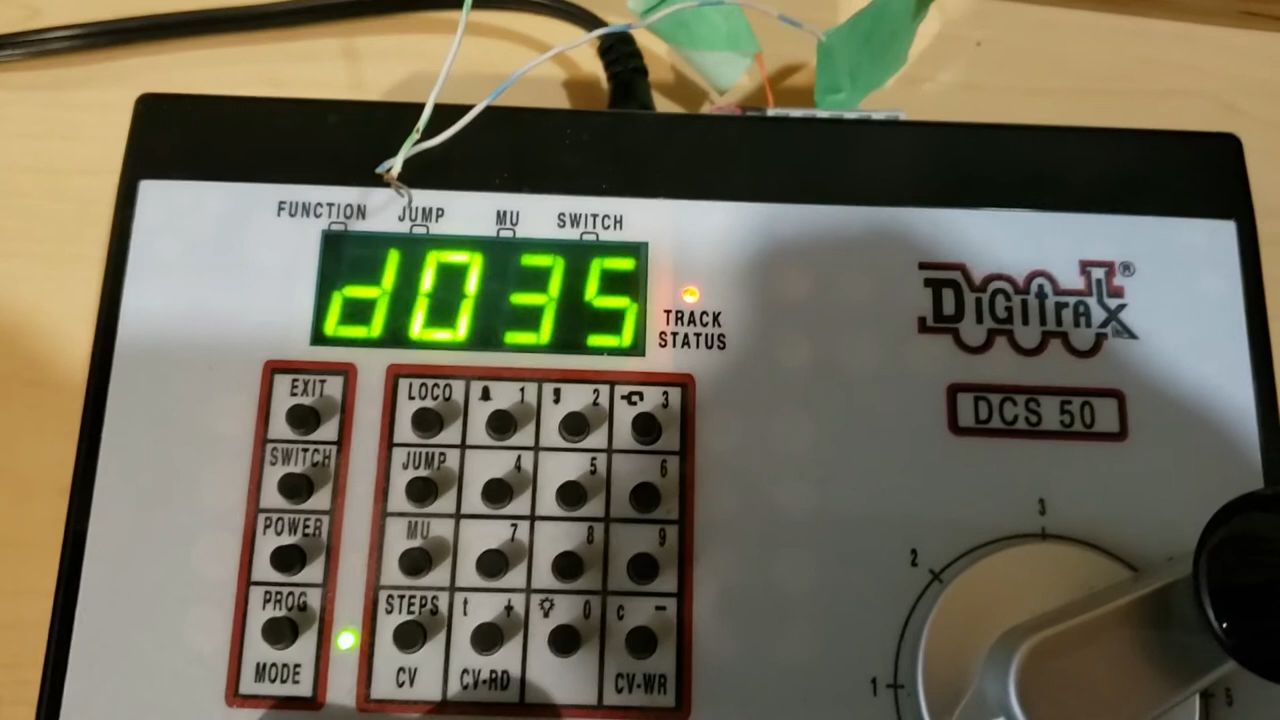 FUNCTION JUMP MU SWITCH
d035
TRACK
STATUS
DIGITRAX®
DCS 50
EXIT
SWITCH
POWER
PROG
MODE
LOCO 1 2 3
JUMP 4 5 6
MU 7 8 9
STEPS t + 0 c -
CV CV-RD CV-WR
1 2 3 5